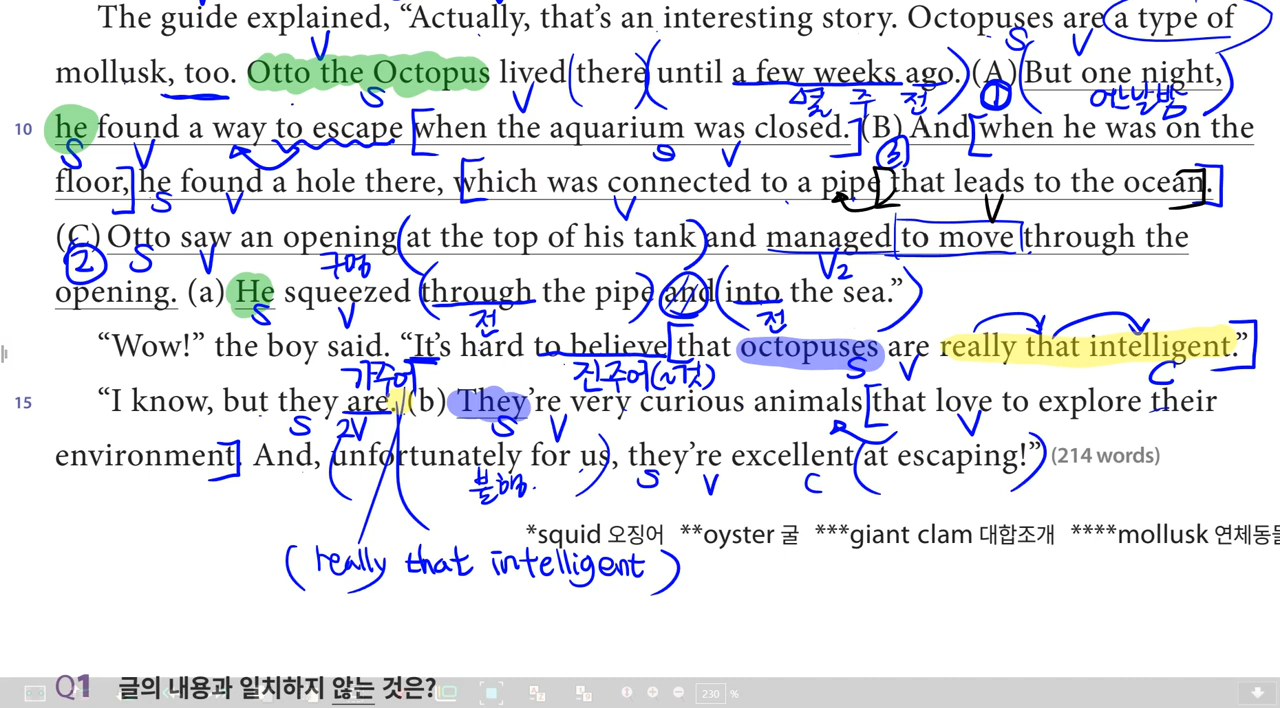 The guide explained, “Actually, that’s an interesting story. Octopuses are a type of
V S V
mollusk, too. Otto the Octopus lived there until a few weeks ago. (A) But one night,
S V 전 ① 어느날밤
10 he found a way to escape when the aquarium was closed. (B) And when he was on the
S V S V ③
floor, he found a hole there, which was connected to a pipe that leads to the ocean.
S V V V
(C) Otto saw an opening at the top of his tank and managed to move through the
② S V 구멍 V2
opening. (a) He squeezed through the pipe and into the sea.”
S V 전 전
“Wow!” the boy said. “It’s hard to believe that octopuses are really that intelligent.”
가주어 진주어(~것) S V C
15 “I know, but they are. (b) They’re very curious animals that love to explore their
S 2V S V V
environment. And, unfortunately for us, they’re excellent at escaping!” (214 words)
불행. S V C
*squid 오징어 **oyster 굴 ***giant clam 대합조개 ****mollusk 연체동물
(really that intelligent)
Q1 글의 내용과 일치하지 않는 것은?
230 %